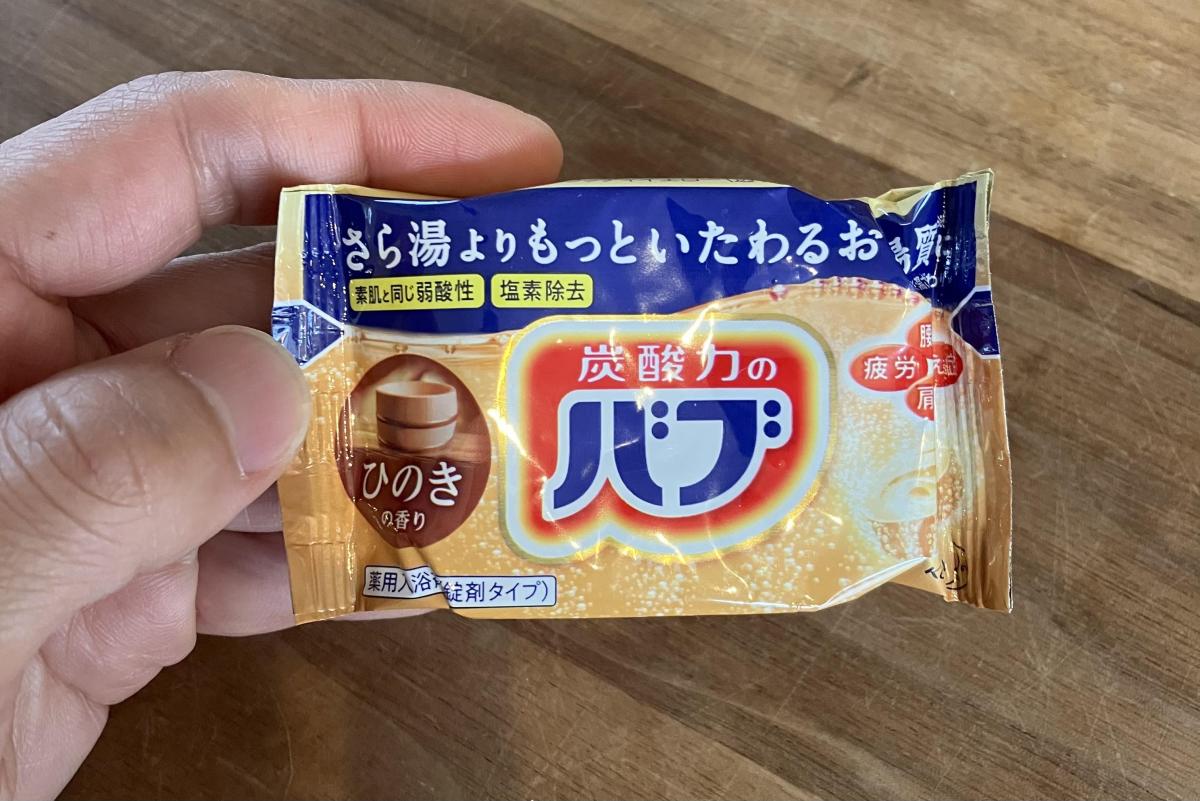 さら湯よりもっといたわるお湯質に
素肌と同じ弱酸性 塩素除去
炭酸力の
バブ
腰
疲労
肩
ひのき
の香り
薬用入浴剤(錠剤タイプ)